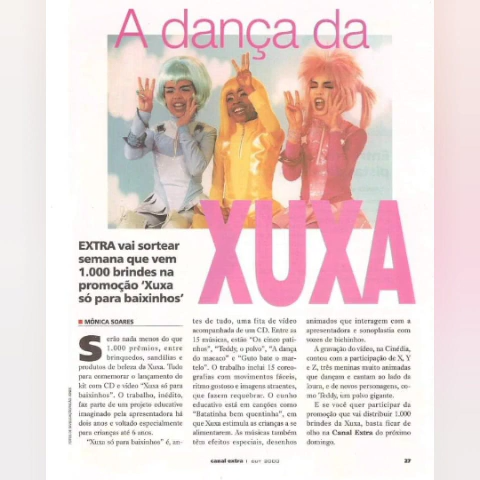 A dança da
XUXA
EXTRA vai sortear
semana que vem
1.000 brindes na
promoção 'Xuxa
só para baixinhos'
MÔNICA SOARES
Serão nada menos do que
1.000 prêmios, entre
brinquedos, sandálias e
produtos de beleza da Xuxa. Tudo
para comemorar o lançamento do
kit com CD e vídeo "Xuxa só para
baixinhos". O trabalho, inédito,
faz parte de um projeto educativo
imaginado pela apresentadora há
dois anos e voltado especialmente
para crianças até 6 anos.
"Xuxa só para baixinhos" é, an-
tes de tudo, uma fita de vídeo
acompanhada de um CD. Entre as
15 músicas, estão "Os cinco pati-
nhos", "Teddy, o polvo", "A dança
do macaco" e "Guto bate o mar-
telo". O trabalho inclui 15 coreo-
grafias com movimentos fáceis,
ritmo gostoso e imagens atraentes,
que fazem requebrar. O cunho
educativo está em canções como
"Batatinha bem quentinha", em
que Xuxa estimula as crianças a se
alimentarem. As músicas também
têm efeitos especiais, desenhos
animados que interagem com a
apresentadora e sonoplastia com
vozes de bichinhos.
A gravação do vídeo, na Cinédia,
contou com a participação de X, Y
e Z, três meninas muito animadas
que dançam e cantam ao lado da
loura, e de novos personagens, co-
mo Teddy, um polvo gigante.
E se você quer participar da
promoção que vai distribuir 1.000
brindes da Xuxa, basta ficar de
olho na Canal Extra do próximo
domingo.
canal extra | 2000
27